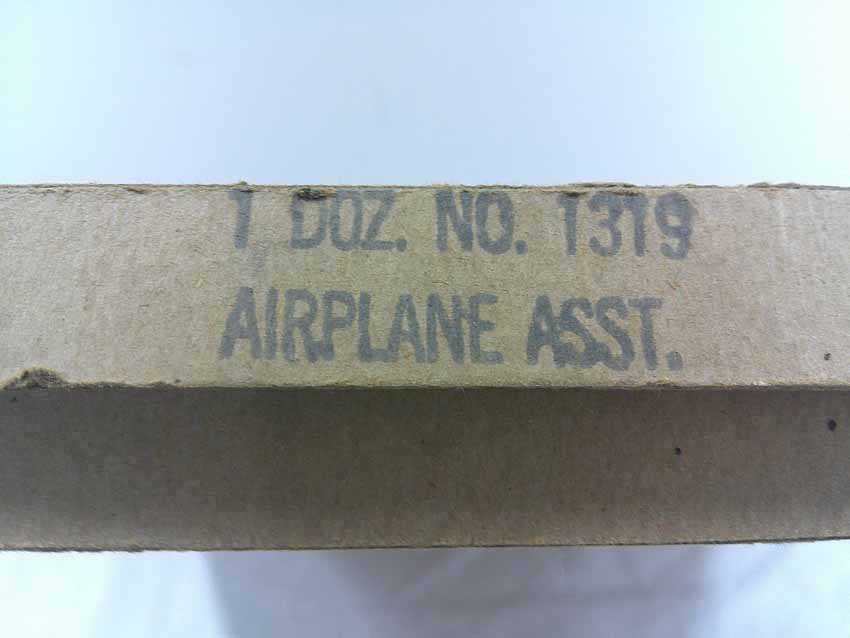 1 DOZ. NO. 1319
AIRPLANE ASST.